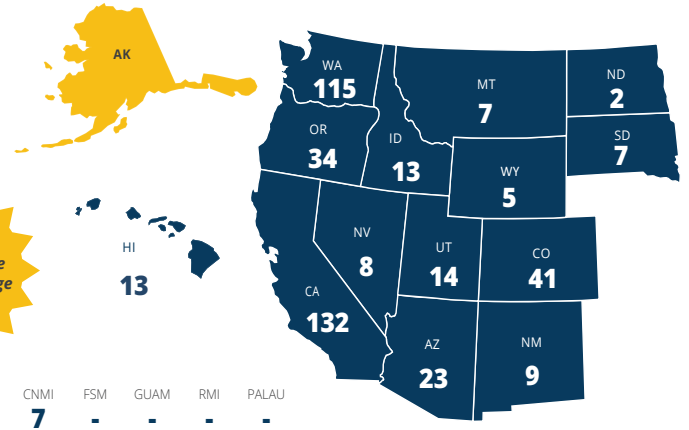 AK
WA
115
MT
7
ND
2
OR
34
ID
13
SD
7
WY
5
HI
13
NV
8
UT
14
CO
41
CA
132
AZ
23
NM
9
CNMI FSM GUAM RMI PALAU
7 - - - -